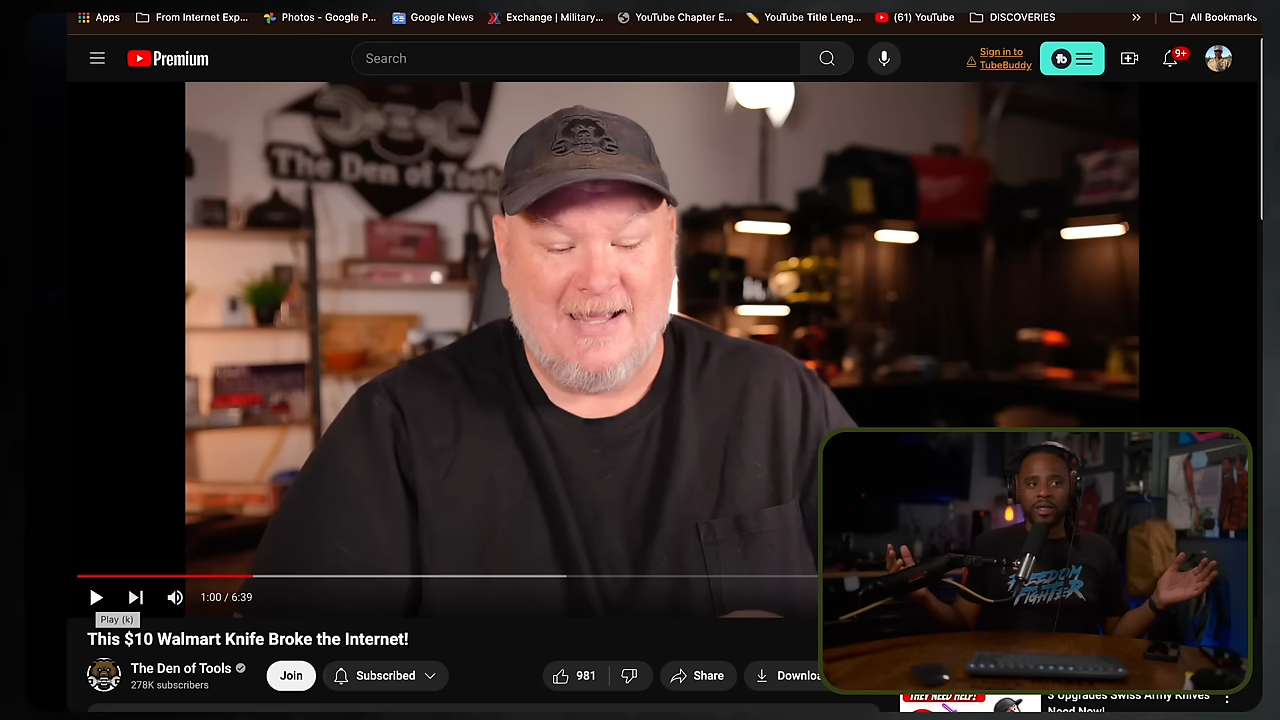 Apps From Internet Exp... Photos - Google P... Google News Exchange | Military... YouTube Chapter E... YouTube Title Leng... (61) YouTube DISCOVERIES » All Bookmarks
Premium
Search
Sign in to
TubeBuddy
tb
9+
The Den of Tools
FREEDOM
FIGHTER
1:00 / 6:39
Play (k)
This $10 Walmart Knife Broke the Internet!
The Den of Tools
278K subscribers
Join
Subscribed
981
Share
Downloa
THEY NEED HELP!
3 Upgrades Swiss Army Knives
Need Now!